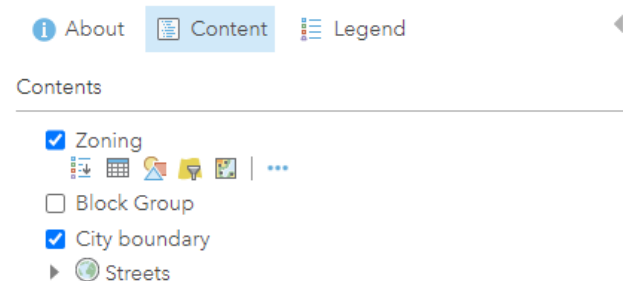 About Content Legend
Contents
Zoning
Block Group
City boundary
Streets